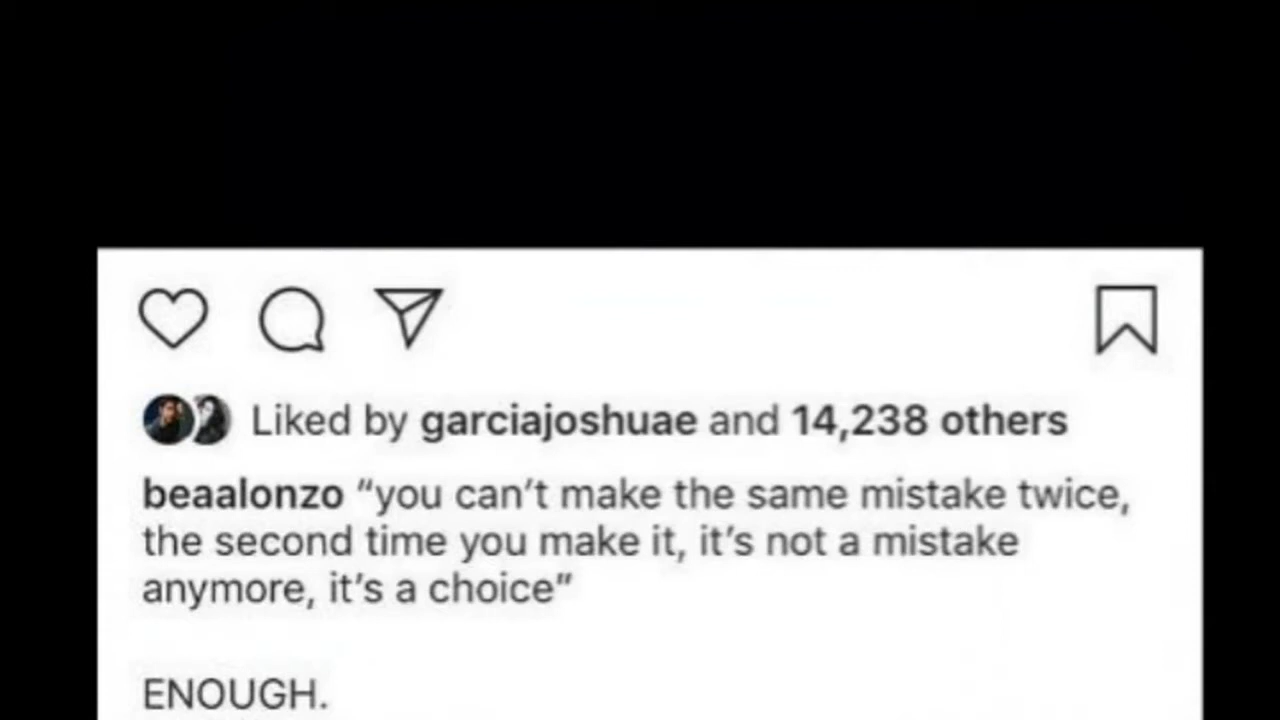 Liked by garciajoshuae and 14,238 others
beaalonzo “you can’t make the same mistake twice,
the second time you make it, it’s not a mistake
anymore, it’s a choice”
ENOUGH.